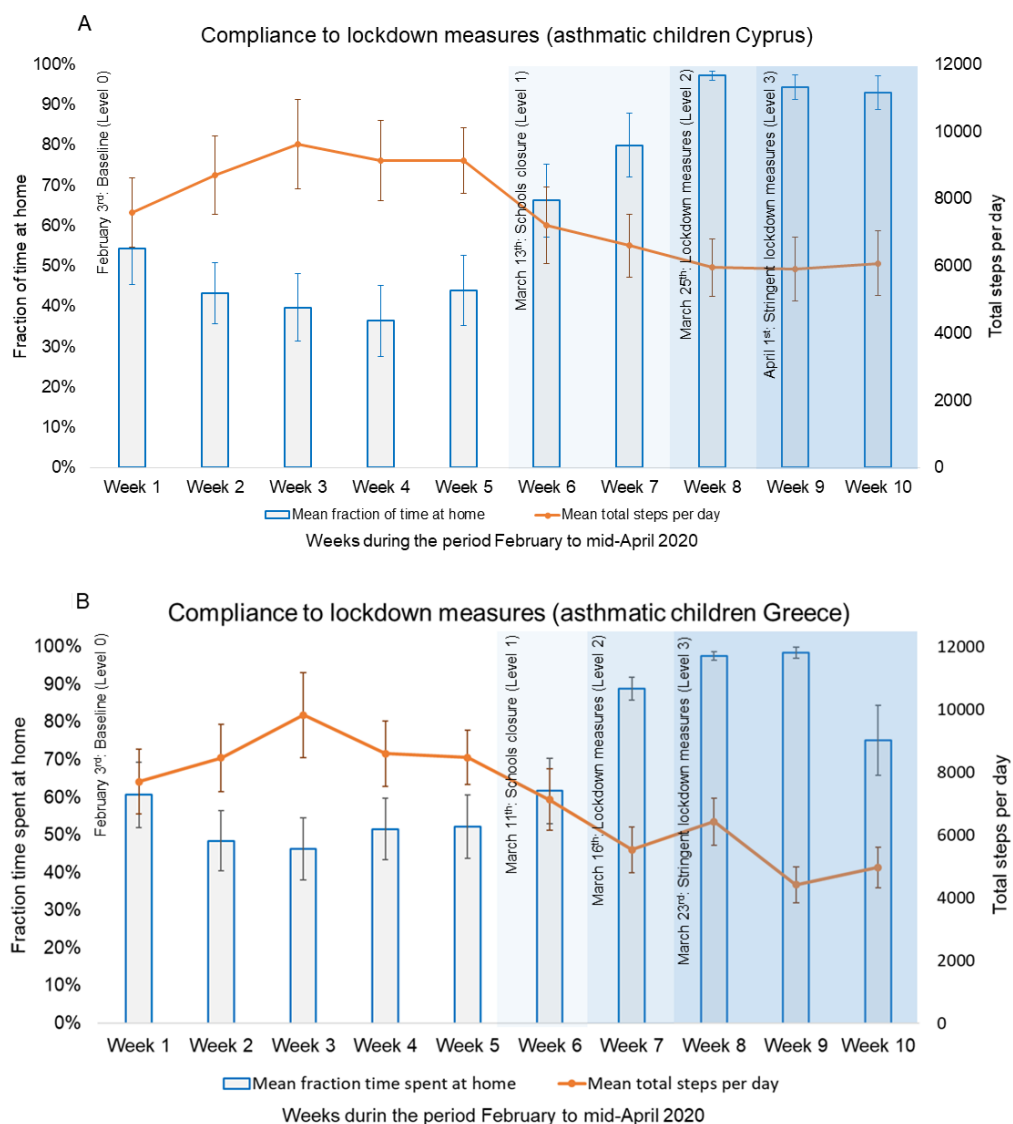 A
Compliance to lockdown measures (asthmatic children Cyprus)
100%
90%
80%
70%
60%
50%
40%
30%
20%
10%
0%
Fraction of time at home
12000
10000
8000
6000
4000
2000
0
Total steps per day
February 3rd: Baseline (Level 0)
March 13th: Schools closure (Level 1)
March 25th: Lockdown measures (Level 2)
April 1st: Stringent lockdown measures (Level 3)
Week 1 Week 2 Week 3 Week 4 Week 5 Week 6 Week 7 Week 8 Week 9 Week 10
Mean fraction of time at home Mean total steps per day
Weeks during the period February to mid-April 2020
B
Compliance to lockdown measures (asthmatic children Greece)
100%
90%
80%
70%
60%
50%
40%
30%
20%
10%
0%
Fraction time spent at home
12000
10000
8000
6000
4000
2000
0
Total steps per day
February 3rd: Baseline (Level 0)
March 11th: Schools closure (Level 1)
March 16th: Lockdown measures (Level 2)
March 23rd: Stringent lockdown measures (Level 3)
Week 1 Week 2 Week 3 Week 4 Week 5 Week 6 Week 7 Week 8 Week 9 Week 10
Mean fraction time spent at home Mean total steps per day
Weeks durin the period February to mid-April 2020